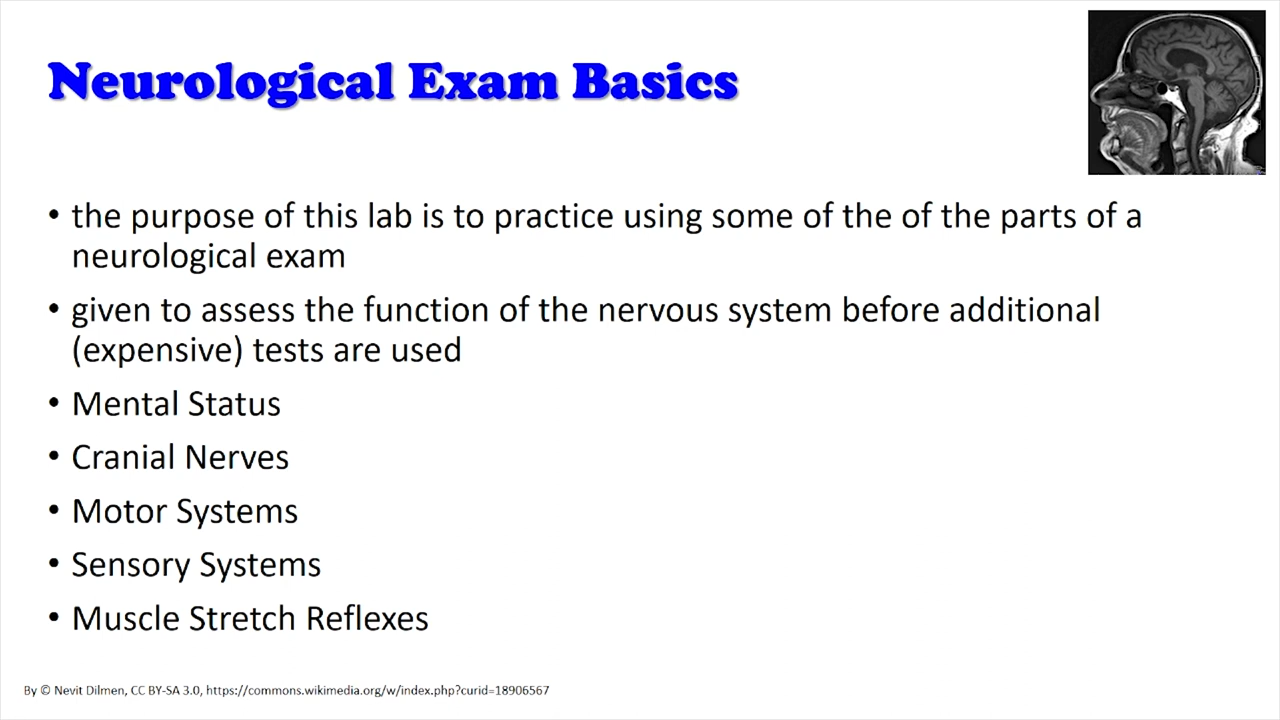 Neurological Exam Basics
• the purpose of this lab is to practice using some of the of the parts of a
neurological exam
• given to assess the function of the nervous system before additional
(expensive) tests are used
• Mental Status
• Cranial Nerves
• Motor Systems
• Sensory Systems
• Muscle Stretch Reflexes
By © Nevit Dilmen, CC BY-SA 3.0, https://commons.wikimedia.org/w/index.php?curid=18906567